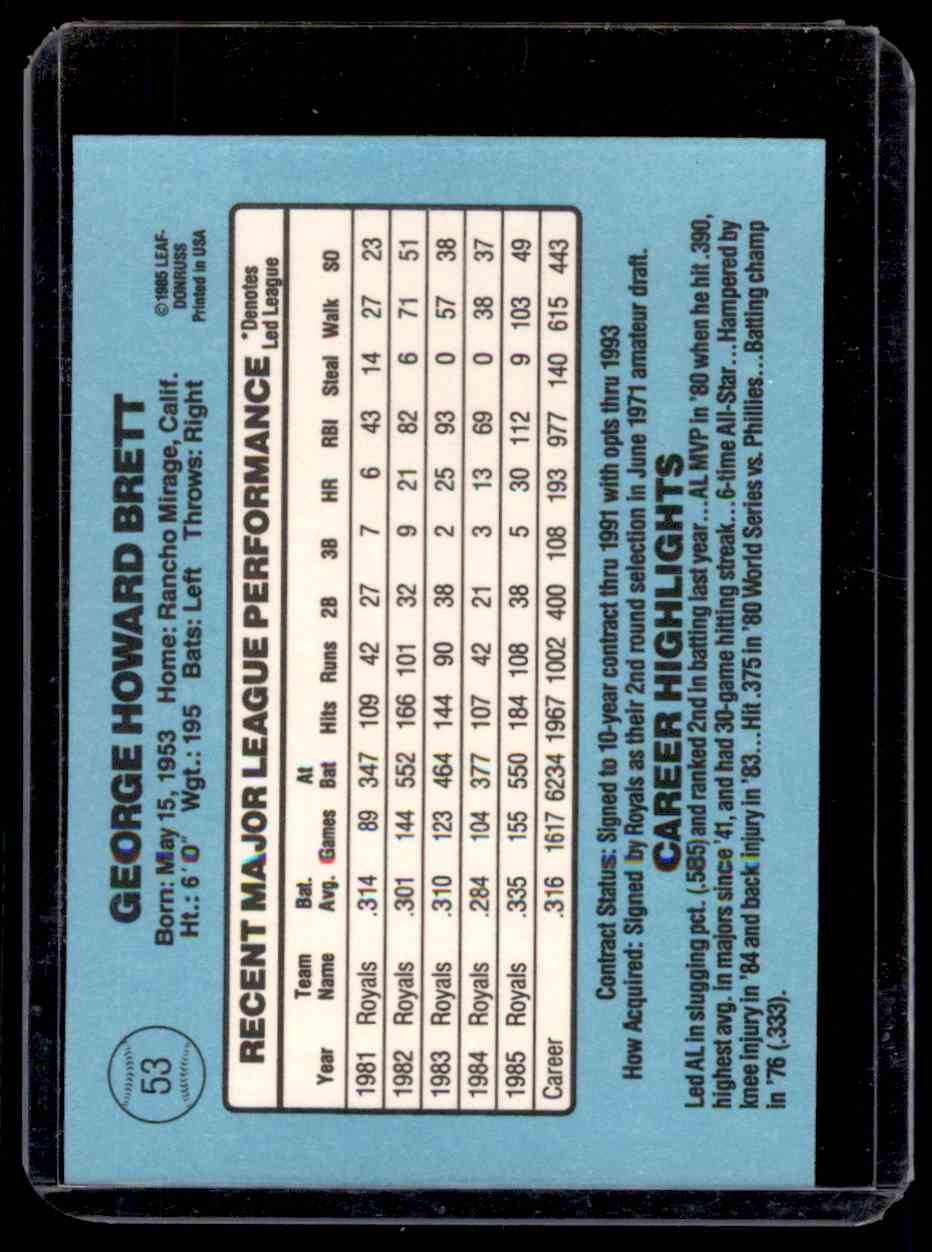 53
GEORGE HOWARD BRETT
©1985 LEAF-
DONRUSS
Printed in USA
Born: May 15, 1953 Home: Rancho Mirage, Calif.
Ht.: 6'0" Wgt.: 195 Bats: Left Throws: Right
RECENT MAJOR LEAGUE PERFORMANCE *Denotes Led League
Year Team Name Bat. Avg. Games At Bat Hits Runs 2B 3B HR RBI Steal Walk SO
1981 Royals .314 89 347 109 42 27 7 6 43 14 27 23
1982 Royals .301 144 552 166 101 32 9 21 82 6 71 51
1983 Royals .310 123 464 144 90 38 2 25 93 0 57 38
1984 Royals .284 104 377 107 42 21 3 13 69 0 38 37
1985 Royals .335 155 550 184 108 38 5 30 112 9 103 49
Career .316 1617 6234 1967 1002 400 108 193 977 140 615 443
Contract Status: Signed to 10-year contract thru 1991 with opts thru 1993
How Acquired: Signed by Royals as their 2nd round selection in June 1971 amateur draft.
CAREER HIGHLIGHTS
Led AL in slugging pct. (.585) and ranked 2nd in batting last year...AL MVP in '80 when he hit .390,
highest avg. in majors since '41, and had 30-game hitting streak...6-time All-Star...Hampered by
knee injury in '84 and back injury in '83...Hit .375 in '80 World Series vs. Phillies...Batting champ
in '76 (.333).